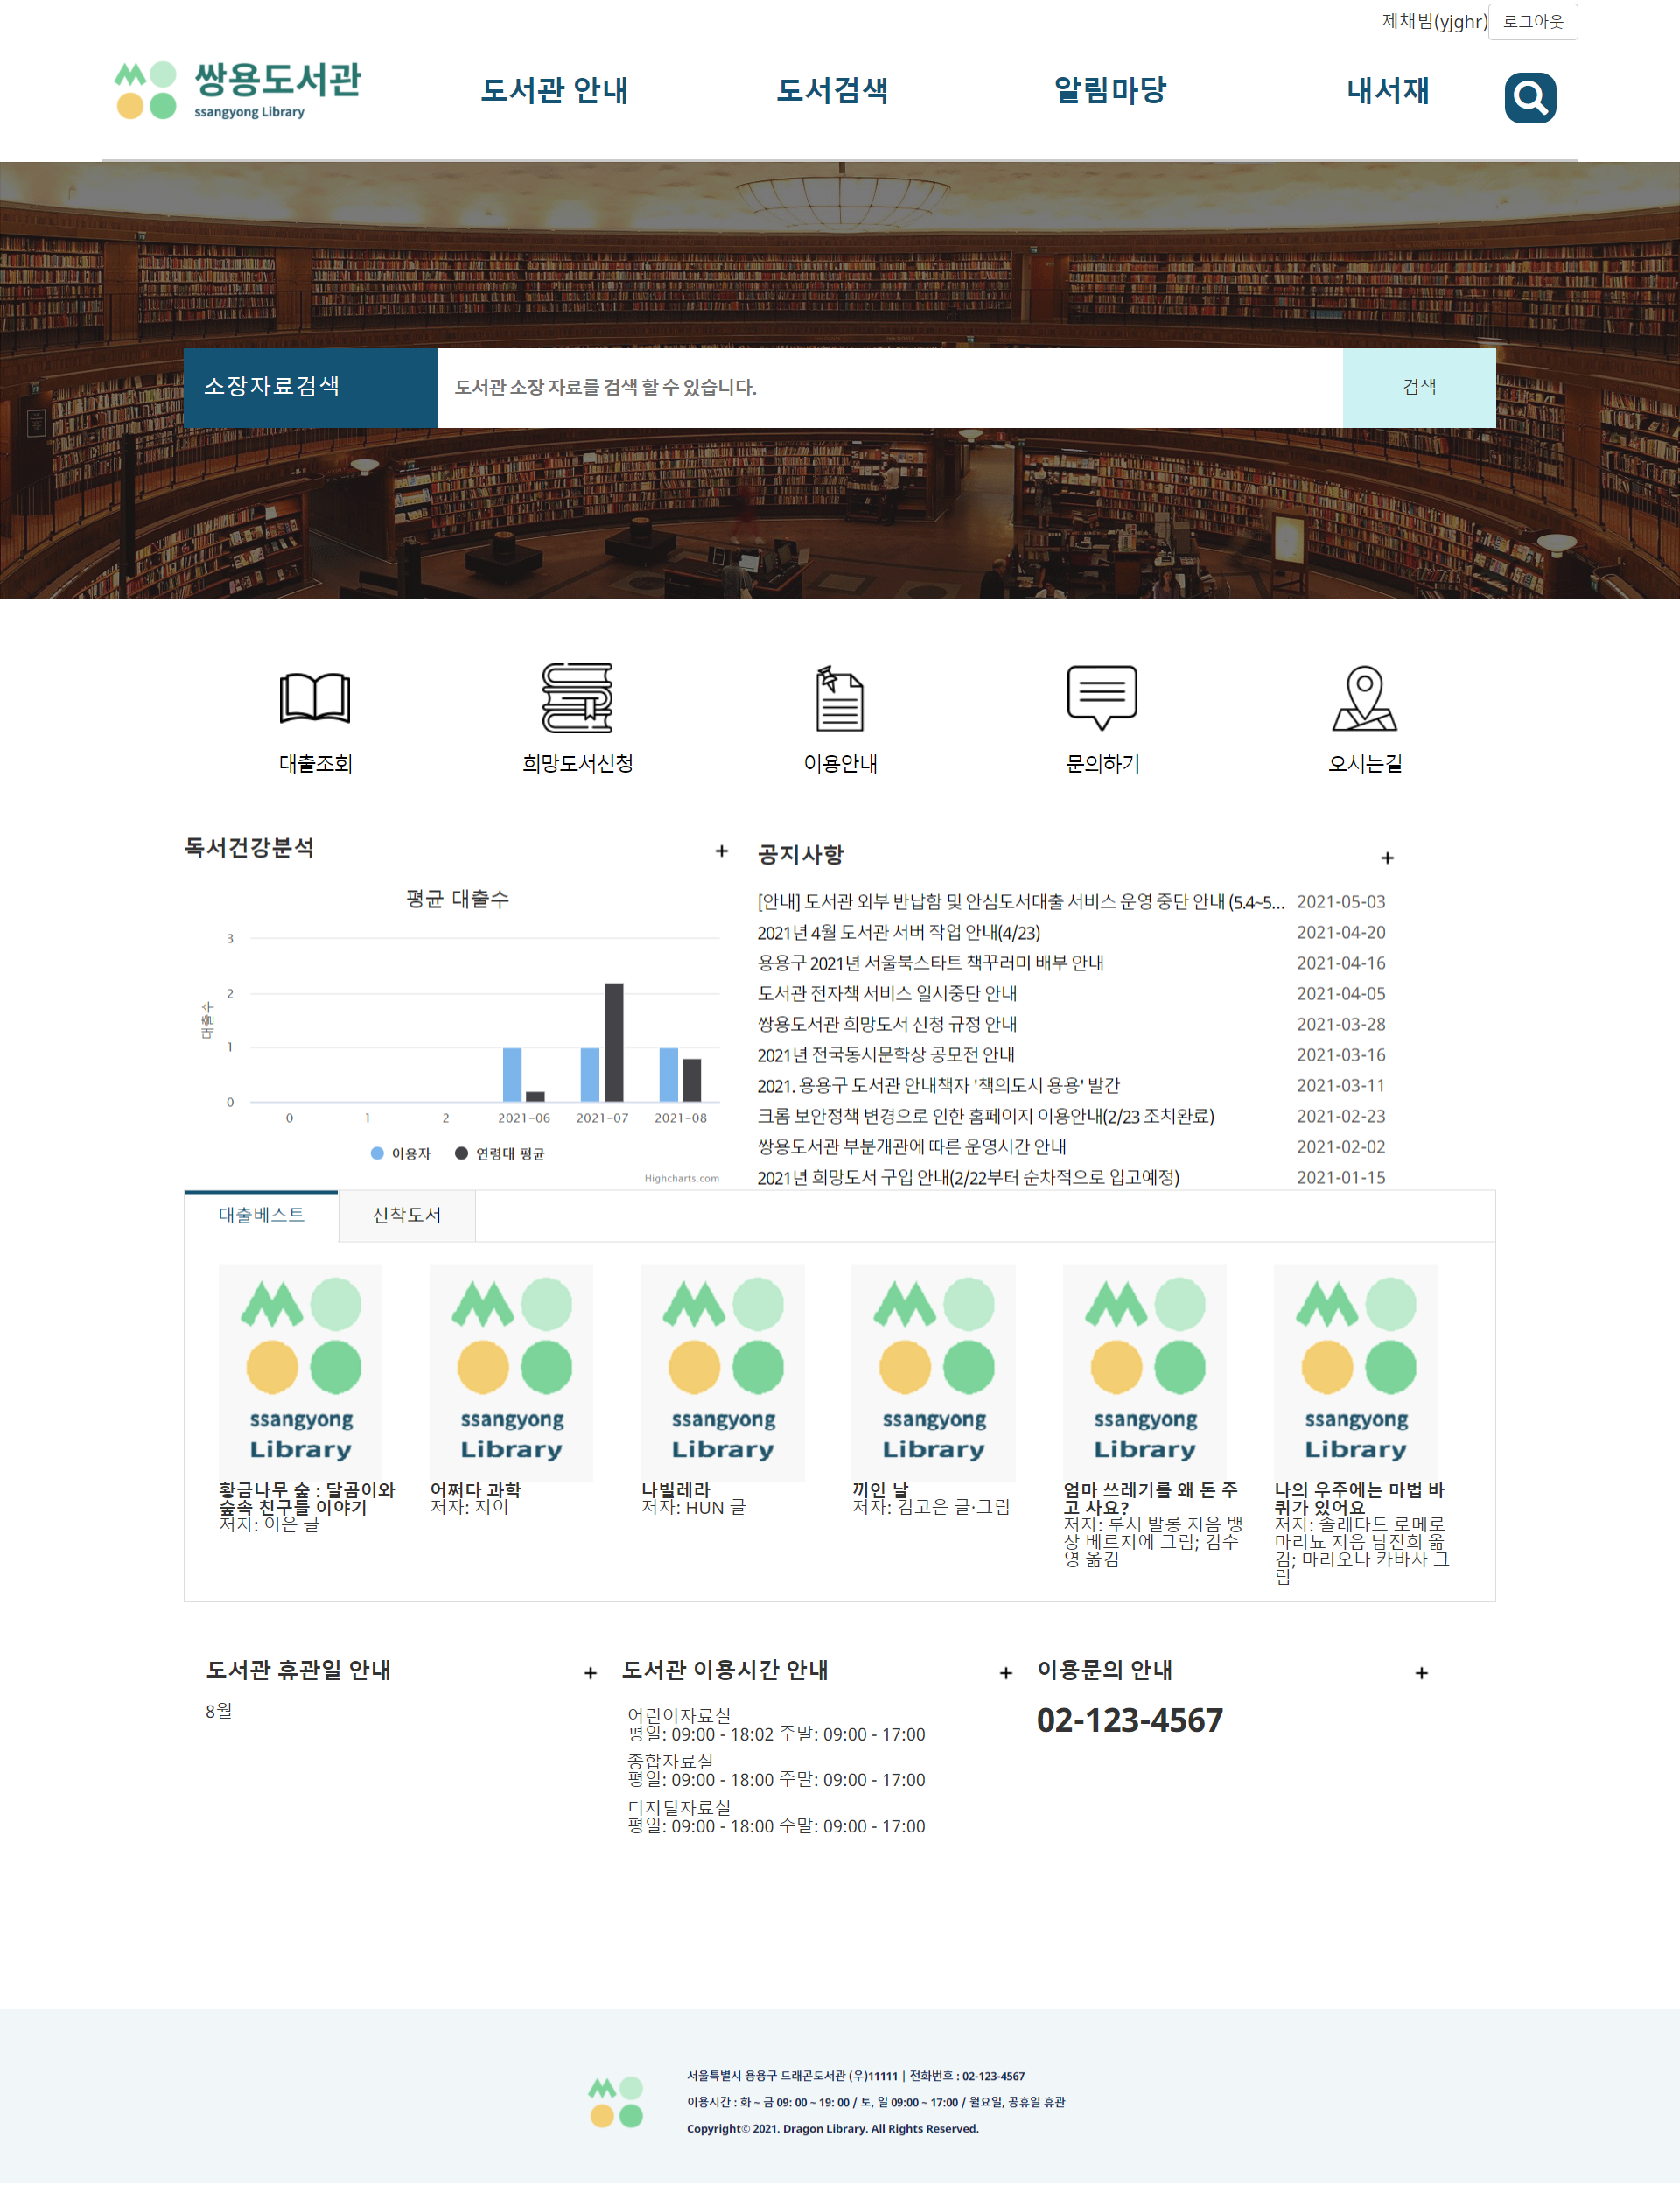 제채범(yjghr) 로그아웃
쌍용도서관
ssangyong Library
도서관 안내
도서검색
알림마당
내서재
소장자료검색
도서관 소장 자료를 검색 할 수 있습니다.
검색
대출조회
희망도서신청
이용안내
문의하기
오시는길
독서건강분석
+
평균 대출수
3
2
1
0
대출수
0
1
2
2021-06
2021-07
2021-08
이용자
연령대 평균
Highcharts.com
공지사항
+
[안내] 도서관 외부 반납함 및 안심도서대출 서비스 운영 중단 안내 (5.4~5... 2021-05-03
2021년 4월 도서관 서버 작업 안내(4/23) 2021-04-20
용용구 2021년 서울북스타트 책꾸러미 배부 안내 2021-04-16
도서관 전자책 서비스 일시중단 안내 2021-04-05
쌍용도서관 희망도서 신청 규정 안내 2021-03-28
2021년 전국동시문학상 공모전 안내 2021-03-16
2021. 용용구 도서관 안내책자 '책의도시 용용' 발간 2021-03-11
크롬 보안정책 변경으로 인한 홈페이지 이용안내(2/23 조치완료) 2021-02-23
쌍용도서관 부분개관에 따른 운영시간 안내 2021-02-02
2021년 희망도서 구입 안내(2/22부터 순차적으로 입고예정) 2021-01-15
대출베스트
신착도서
ssangyong
Library
황금나무 숲 : 달곰이와
숲속 친구들 이야기
저자: 이은 글
ssangyong
Library
어쩌다 과학
저자: 지이
ssangyong
Library
나빌레라
저자: HUN 글
ssangyong
Library
끼인 날
저자: 김고은 글·그림
ssangyong
Library
엄마 쓰레기를 왜 돈 주
고 사요?
저자: 루시 발롱 지음 뱅
상 베르지에 그림; 김수
영 옮김
ssangyong
Library
나의 우주에는 마법 바
퀴가 있어요
저자: 솔레다드 로메로
마리뇨 지음 남진희 옮
김; 마리오나 카바사 그
림
도서관 휴관일 안내
+
8월
도서관 이용시간 안내
+
어린이자료실
평일: 09:00 - 18:02 주말: 09:00 - 17:00
종합자료실
평일: 09:00 - 18:00 주말: 09:00 - 17:00
디지털자료실
평일: 09:00 - 18:00 주말: 09:00 - 17:00
이용문의 안내
+
02-123-4567
서울특별시 용용구 드래곤도서관 (우)11111 | 전화번호 : 02-123-4567
이용시간 : 화 ~ 금 09: 00 ~ 19: 00 / 토, 일 09:00 ~ 17:00 / 월요일, 공휴일 휴관
Copyright© 2021. Dragon Library. All Rights Reserved.